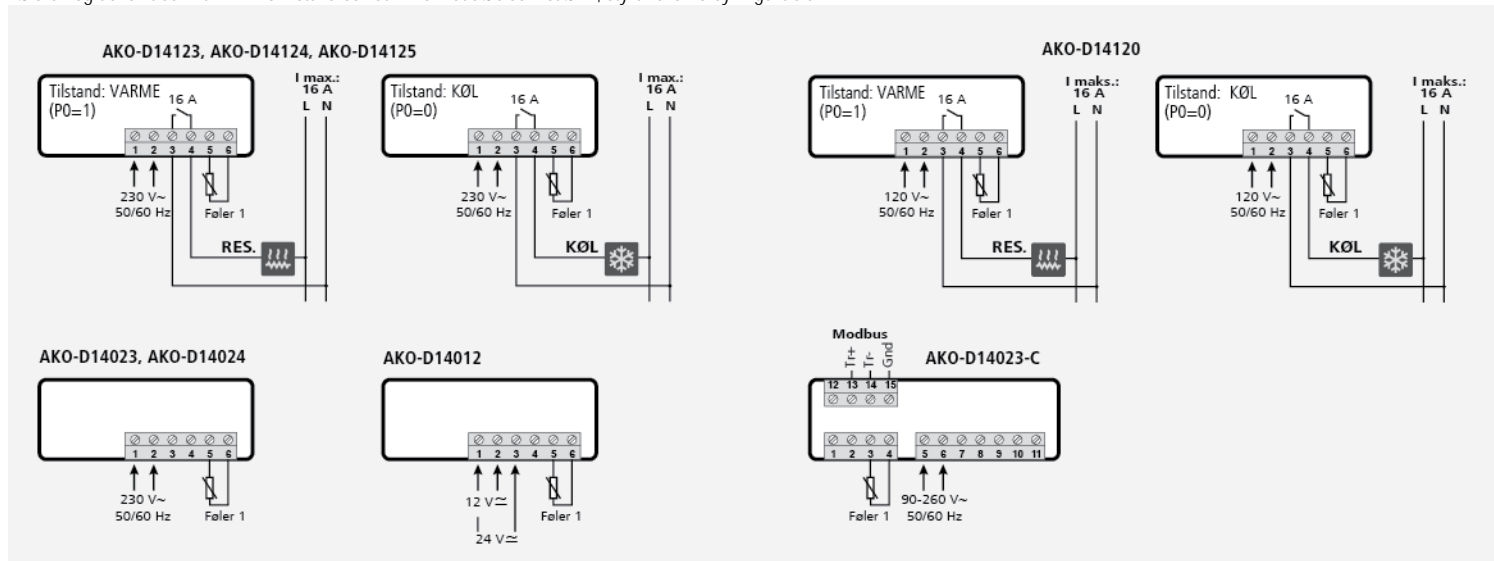 AKO-D14123, AKO-D14124, AKO-D14125
Tilstand: VARME
(P0=1)
16 A
I max.:
16 A
L N
1 2 3 4 5 6
230 V~
50/60 Hz
Føler 1
RES.
Tilstand: KØL
(P0=0)
16 A
I max.:
16 A
L N
1 2 3 4 5 6
230 V~
50/60 Hz
Føler 1
KØL
AKO-D14120
Tilstand: VARME
(P0=1)
16 A
I maks.:
16 A
L N
1 2 3 4 5 6
120 V~
50/60 Hz
Føler 1
RES.
Tilstand: KØL
(P0=0)
16 A
I maks.:
16 A
L N
1 2 3 4 5 6
120 V~
50/60 Hz
Føler 1
KØL
AKO-D14023, AKO-D14024
1 2 3 4 5 6
230 V~
50/60 Hz
Føler 1
AKO-D14012
1 2 3 4 5 6
12 V≂
24 V≂
Føler 1
AKO-D14023-C
Modbus
Tr+
Tr-
Gnd
12 13 14 15
1 2 3 4
5 6 7 8 9 10 11
Føler 1
90-260 V~
50/60 Hz